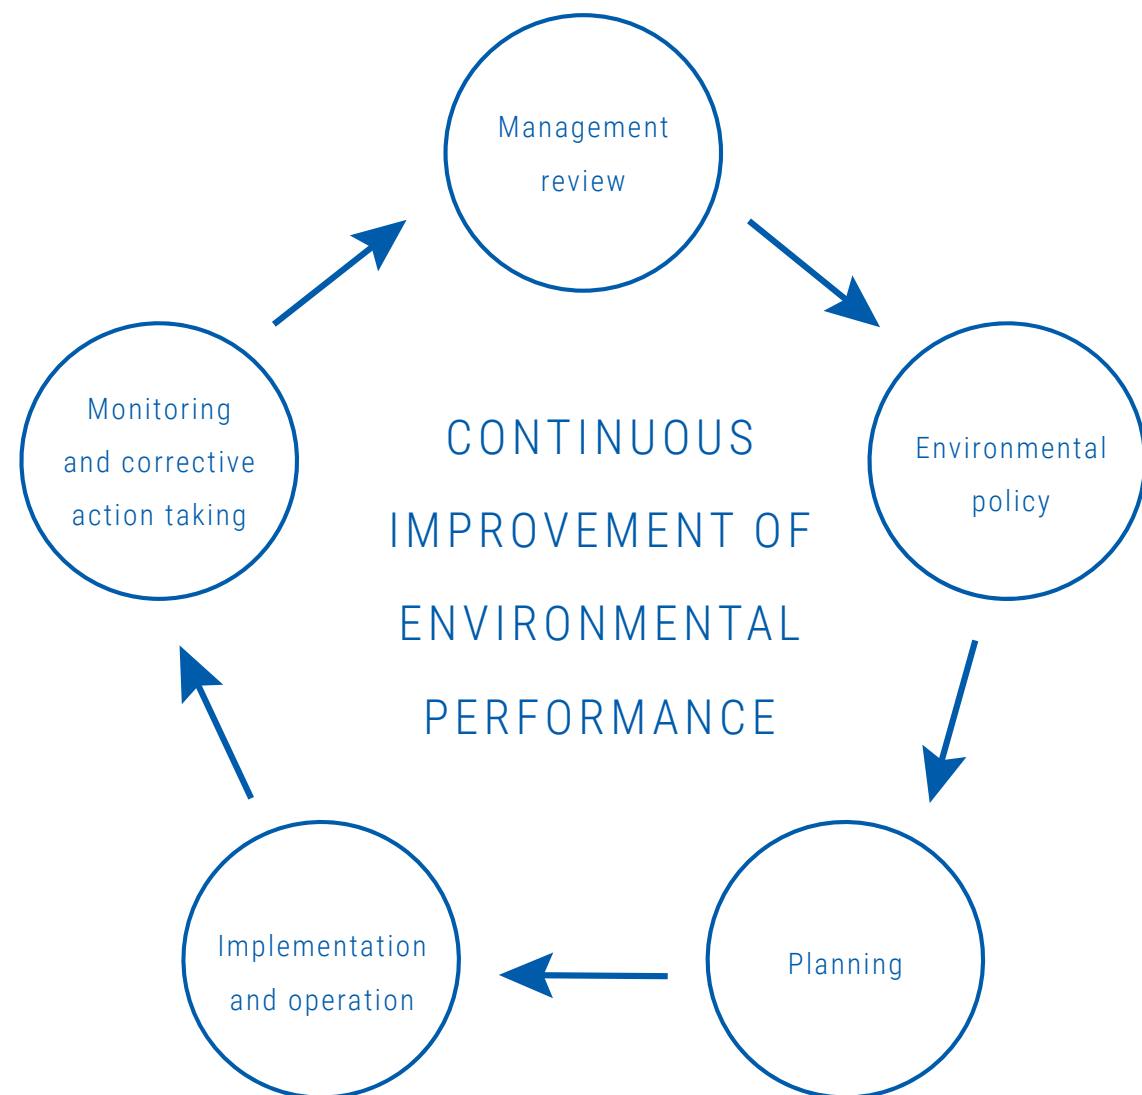 Management
review
Monitoring
and corrective
action taking
CONTINUOUS
IMPROVEMENT OF
ENVIRONMENTAL
PERFORMANCE
Environmental
policy
Implementation
and operation
Planning